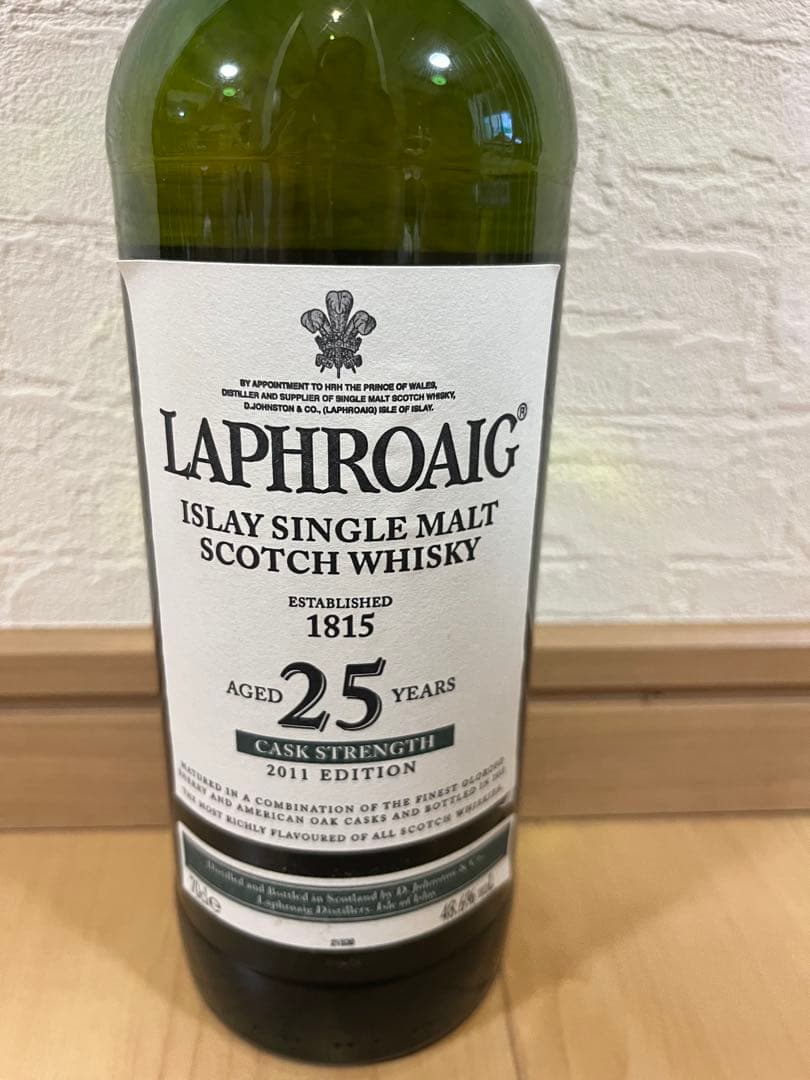 BY APPOINTMENT TO HRH THE PRINCE OF WALES,
DISTILLER AND SUPPLIER OF SINGLE MALT SCOTCH WHISKY,
D.JOHNSTON & CO., (LAPHROAIG) ISLE OF ISLAY.
LAPHROAIG®
ISLAY SINGLE MALT
SCOTCH WHISKY
ESTABLISHED
1815
AGED 25 YEARS
CASK STRENGTH
2011 EDITION
MATURED IN A COMBINATION OF THE FINEST OLOROSO
SHERRY AND AMERICAN OAK CASKS AND BOTTLED IN
THE MOST RICHLY FLAVOURED OF ALL SCOTCH WHISKIES.
Distilled and Bottled in Scotland by D. Johnston & Co.,
Laphroaig Distillery, Isle of Islay
70cl e 48.6% vol.